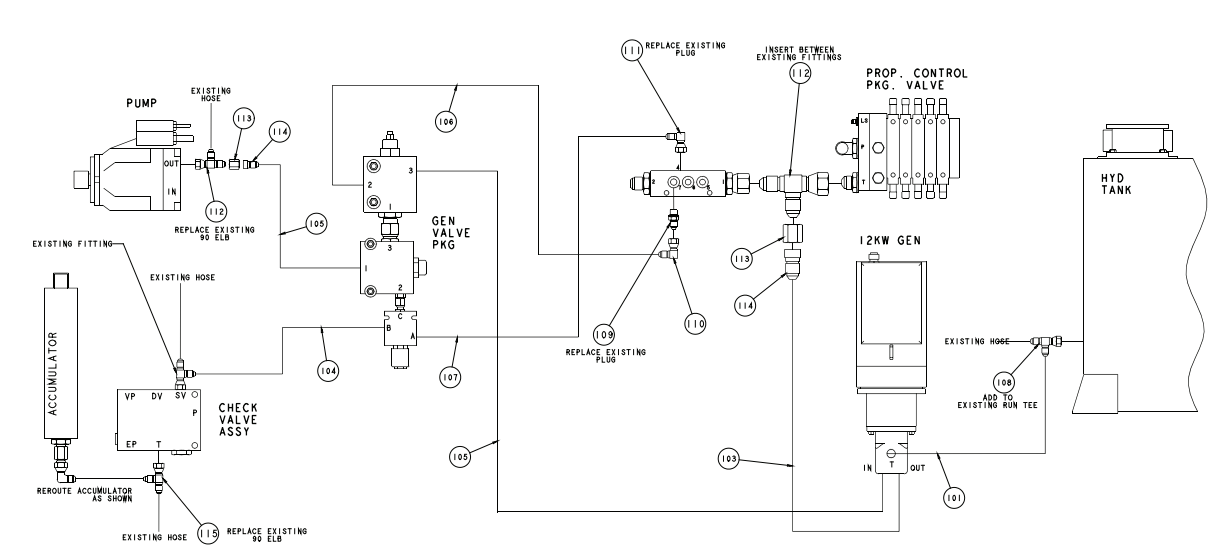 111
REPLACE EXISTING
PLUG
INSERT BETWEEN
EXISTING FITTINGS
112
PROP. CONTROL
PKG. VALVE
LS
P
T
PUMP
EXISTING
HOSE
113
114
OUT
IN
112
REPLACE EXISTING
90 ELB
105
106
2
3
1
GEN
VALVE
PKG
3
1
2
C
B
A
4
2
1
113
114
109
REPLACE EXISTING
PLUG
110
12KW GEN
HYD
TANK
EXISTING FITTING
EXISTING HOSE
104
107
EXISTING HOSE
108
ADD TO
EXISTING RUN TEE
ACCUMULATOR
VP DV SV
P
EP T
CHECK
VALVE
ASSY
105
103
IN T OUT
101
REROUTE ACCUMULATOR
AS SHOWN
EXISTING HOSE
115
REPLACE EXISTING
90 ELB